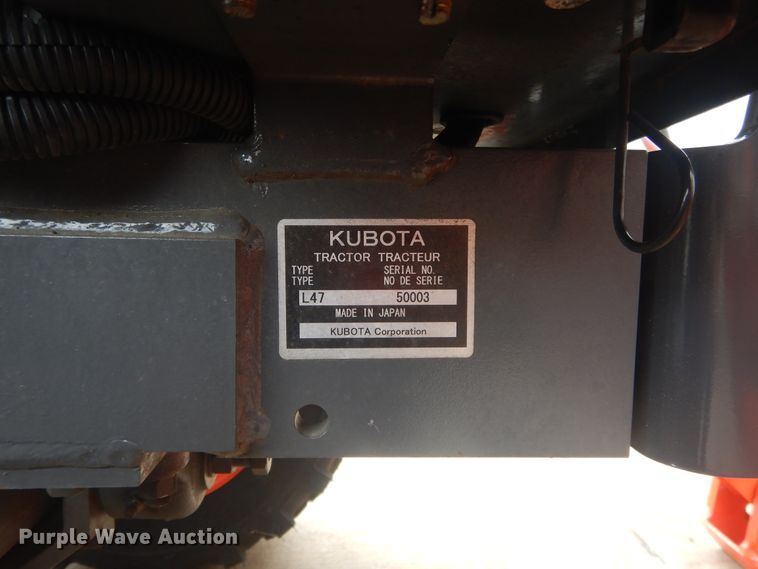 KUBOTA
TRACTOR TRACTEUR
TYPE SERIAL NO.
TYPE NO DE SERIE
L47 50003
MADE IN JAPAN
KUBOTA Corporation
Purple Wave Auction